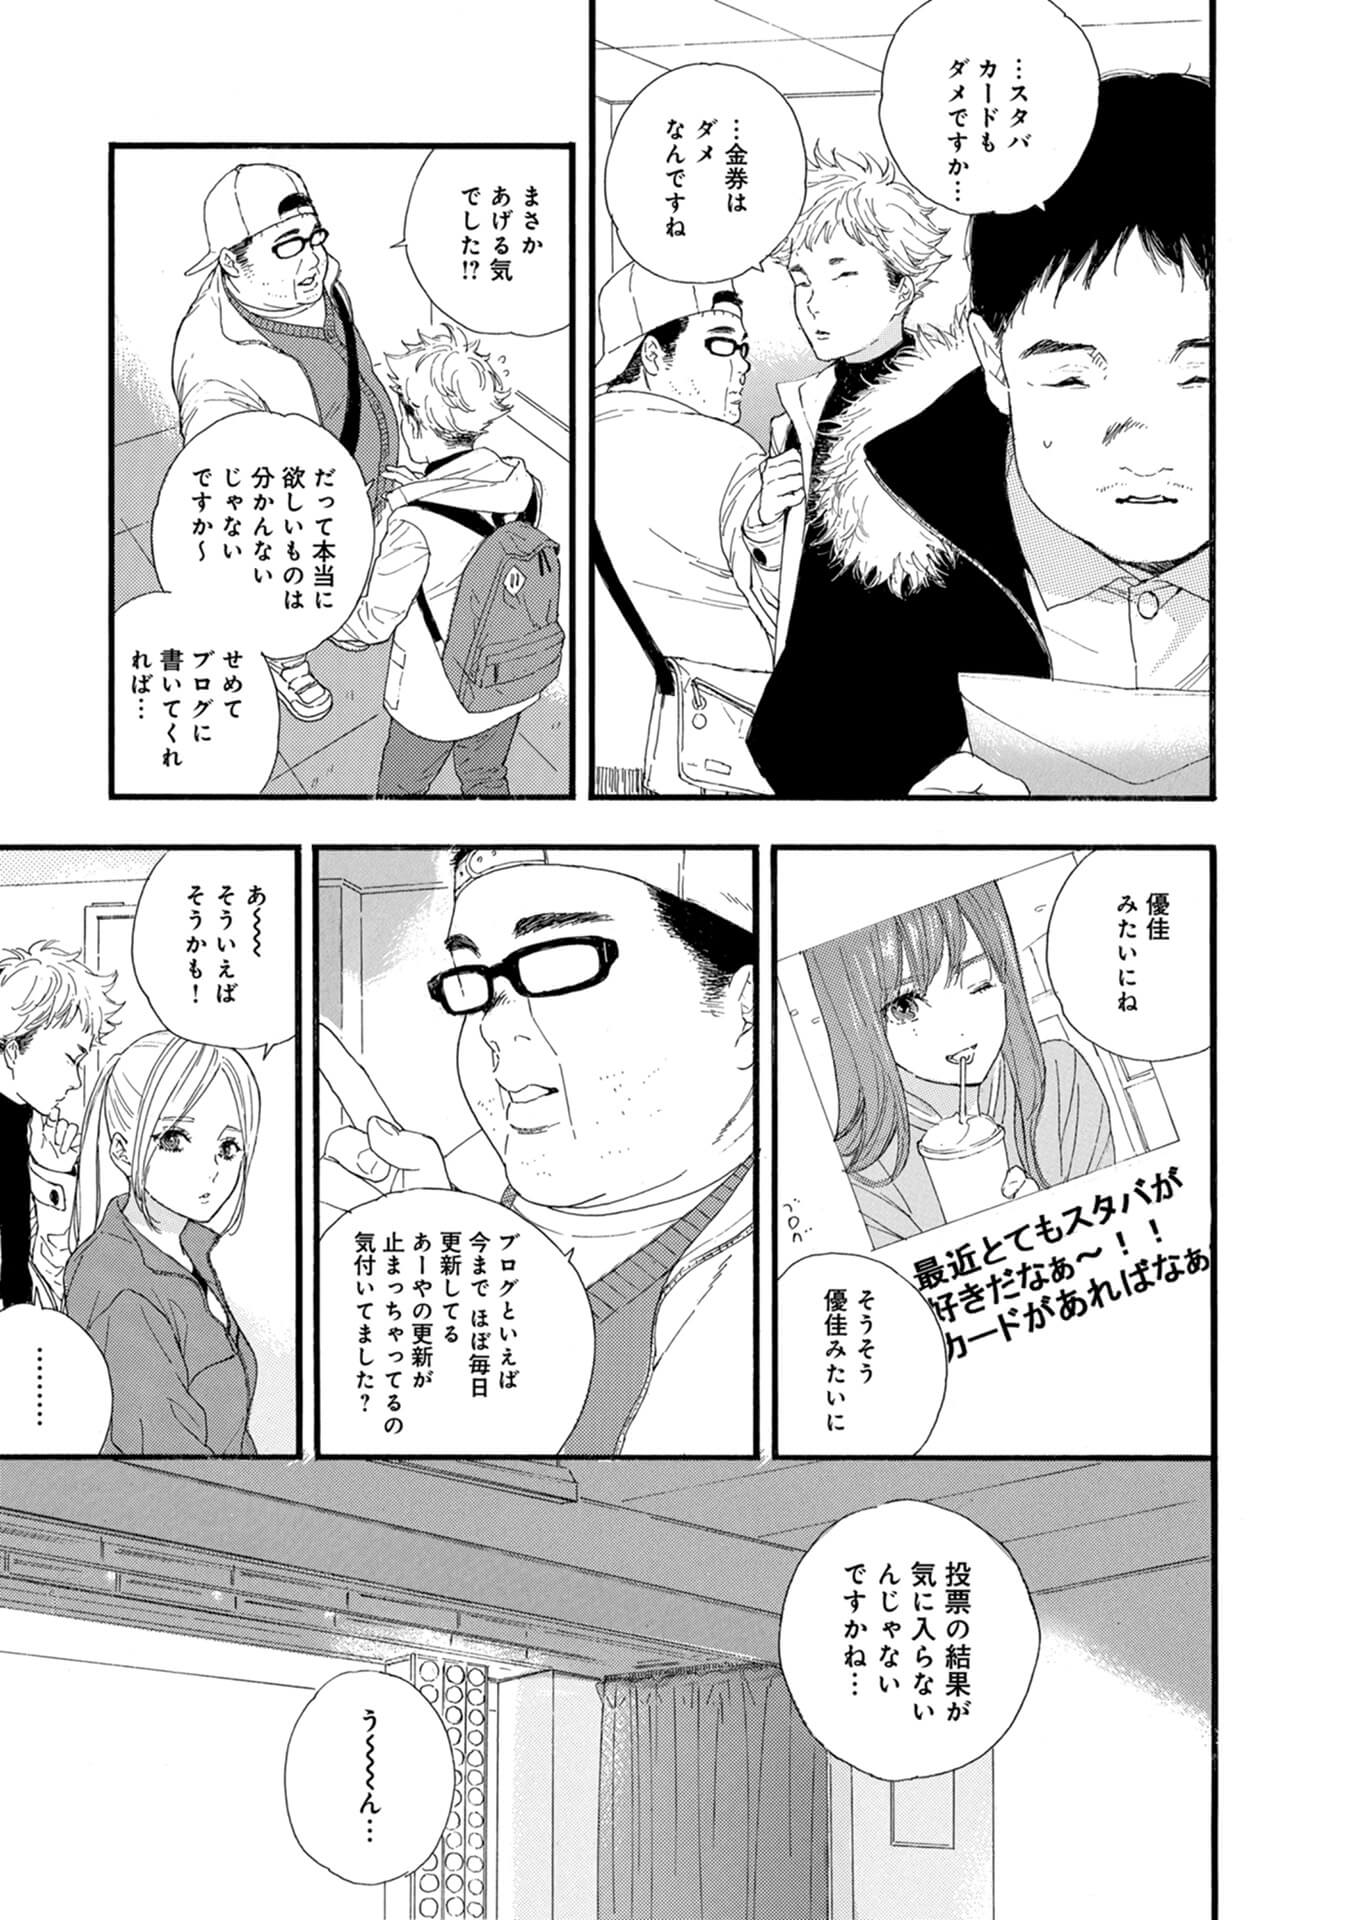 …スタバ
カードも
ダメですか…
…金券は
ダメ
なんですね
まさか
あげる気
でした!?
だって本当に
欲しいものは
分かんない
じゃない
ですか～
せめて
ブログに
書いてくれ
れば…
優佳
みたいにね
最近とてもスタバが
好きだなぁ～！！
カードがあればなぁ
そうそう
優佳みたいに
ブログといえば
今までほぼ毎日
更新してる
あーやの更新が
止まっちゃってるの
気付いてました？
あ～～～
そういえば
そうかも！
………
投票の結果が
気に入らない
んじゃない
ですかね…
う～～～ん…